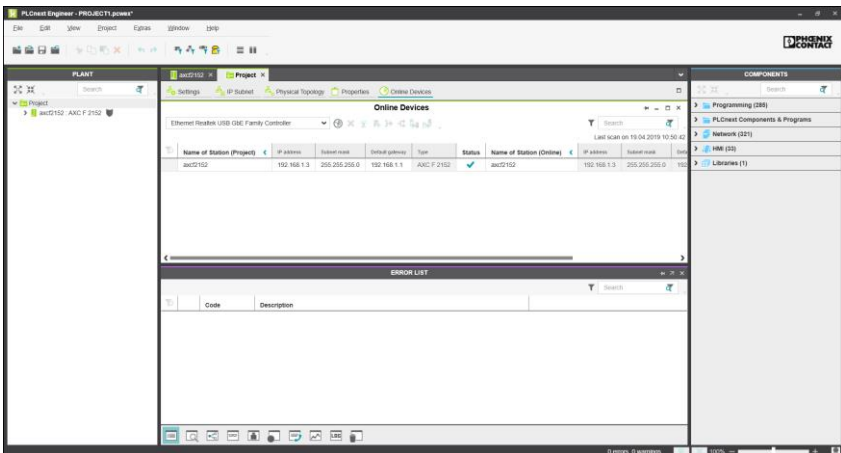 PLCnext Engineer - PROJECT1.pcwex*
File Edit View Project Extras Window Help
PHŒNIX
CONTACT
PLANT
axcf2152 × Project ×
COMPONENTS
Search
Settings IP Subnet Physical Topology Properties Online Devices
Search
Project
axcf2152 : AXC F 2152
Online Devices
Programming (288)
PLCnext Components & Programs
Network (321)
HMI (33)
Libraries (1)
Ethernet Realtek USB GbE Family Controller
Search
Last scan on 19.04.2019 10:50:42
Name of Station (Project) IP address Subnet mask Default gateway Type Status Name of Station (Online) IP address Subnet mask
axcf2152 192.168.1.3 255.255.255.0 192.168.1.1 AXC F 2152 axcf2152 192.168.1.3 255.255.255.0 192
ERROR LIST
Search
Code Description
LOG
0 errors, 0 warnings 100%